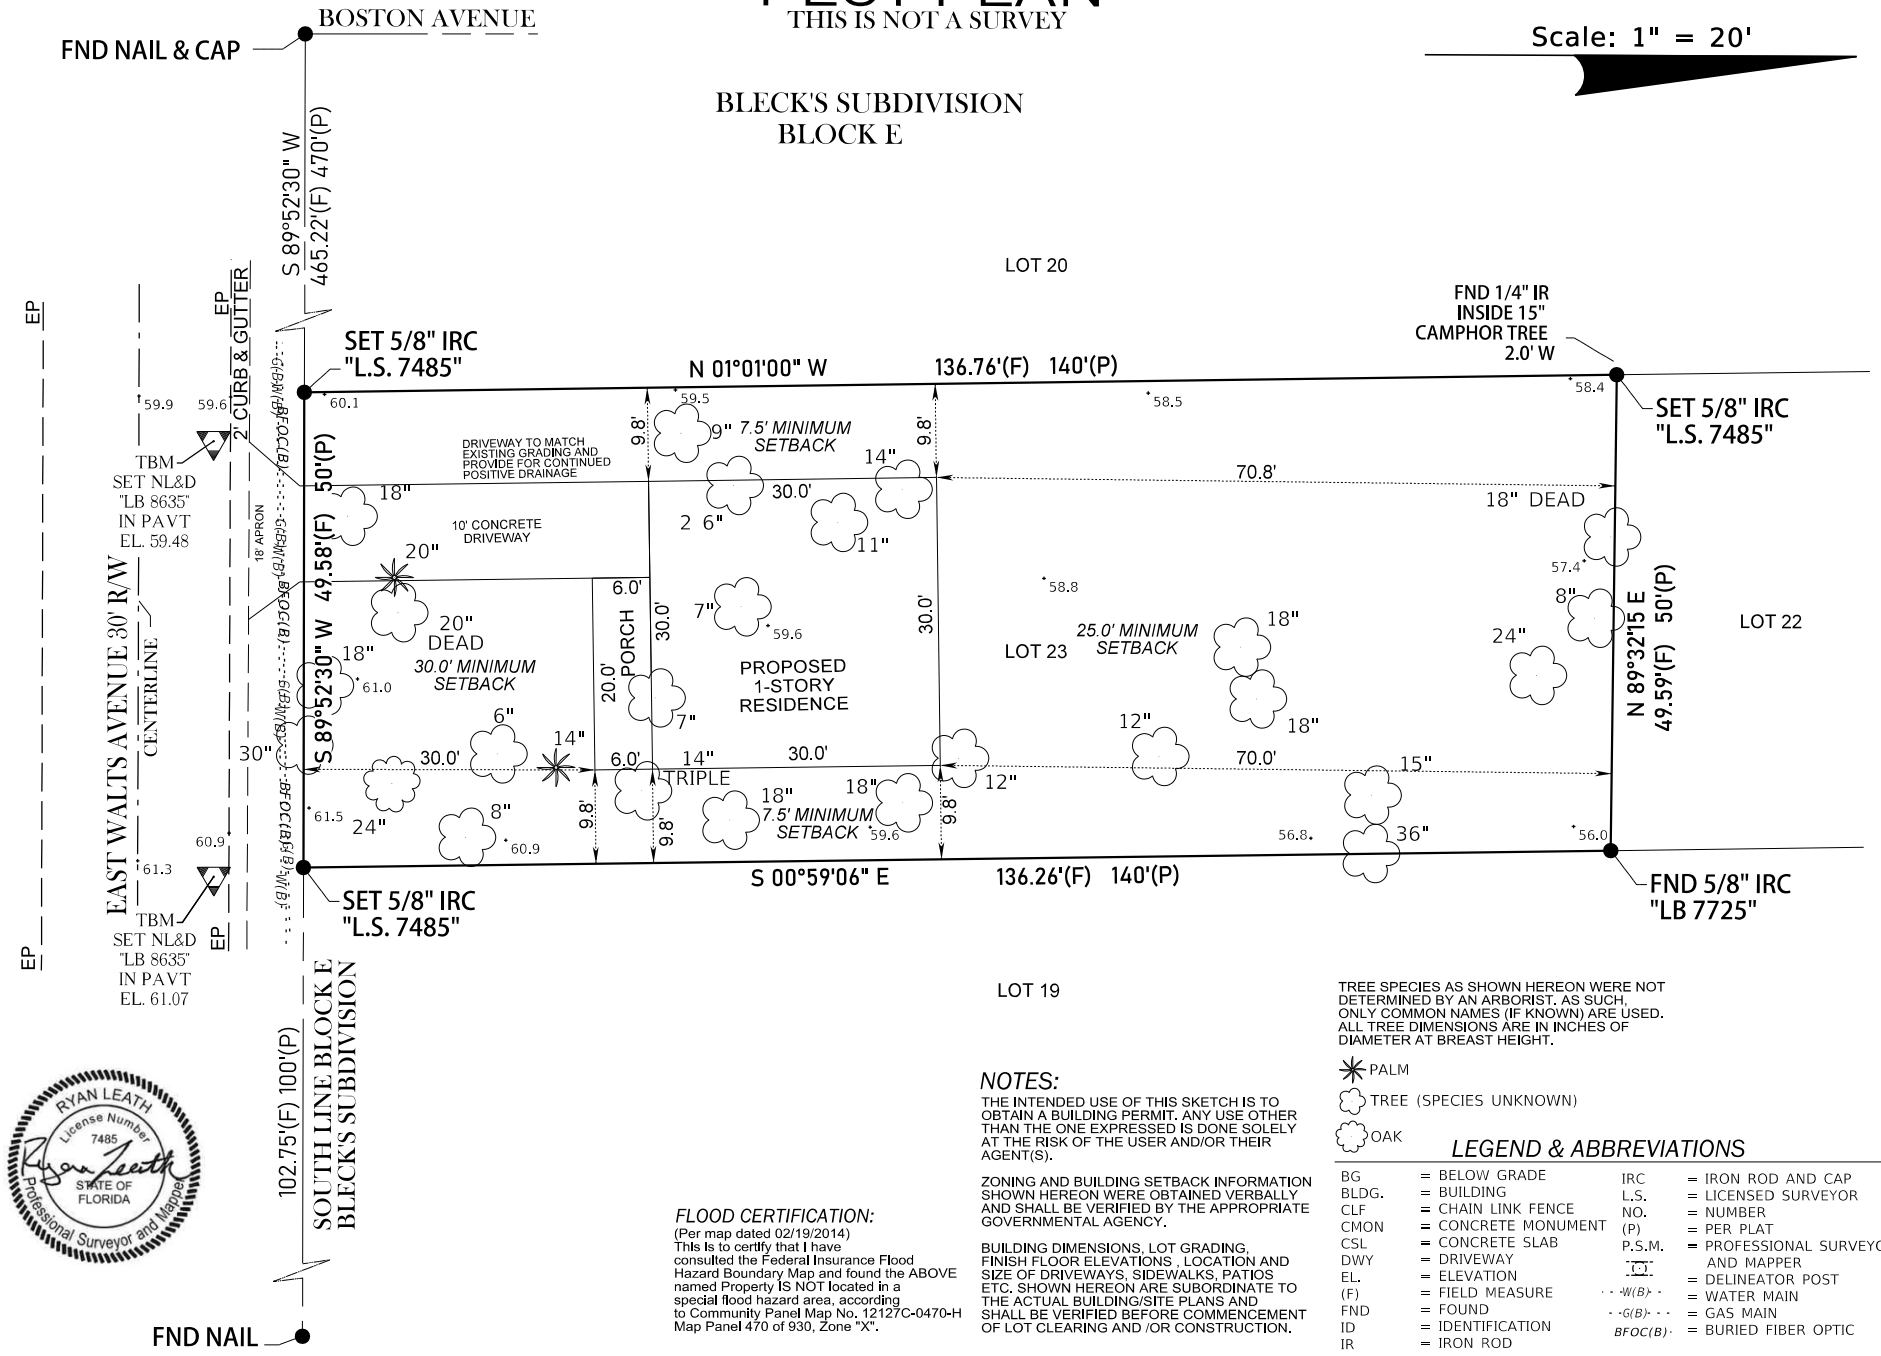 PLOT PLAN
THIS IS NOT A SURVEY
BOSTON AVENUE
FND NAIL & CAP
Scale: 1" = 20'
BLECK'S SUBDIVISION
BLOCK E
S 89°52'30" W
465.22'(F) 470'(P)
LOT 20
FND 1/4" IR
INSIDE 15"
CAMPHOR TREE
2.0' W
EP
EP
2' CURB & GUTTER
SET 5/8" IRC
"L.S. 7485"
N 01°01'00" W
136.76'(F) 140'(P)
SET 5/8" IRC
"L.S. 7485"
59.9
59.6
60.1
59.5
58.5
58.4
TBM
SET NL&D
"LB 8635"
IN PAVT
EL. 59.48
18' APRON
DRIVEWAY TO MATCH
EXISTING GRADING AND
PROVIDE FOR CONTINUED
POSITIVE DRAINAGE
9.8'
9"
7.5' MINIMUM
SETBACK
9.8'
14"
30.0'
70.8'
18" DEAD
18"
2 6"
11"
10' CONCRETE
DRIVEWAY
20"
57.4
8"
6.0'
58.8
20"
DEAD
7"
30.0'
30.0'
59.6
PORCH
20.0'
18"
30.0' MINIMUM
SETBACK
61.0
PROPOSED
1-STORY
RESIDENCE
LOT 23
25.0' MINIMUM
SETBACK
18"
18"
24"
LOT 22
N 89°32'15 E
49.59'(F) 50'(P)
S 89°52'30" W 49.58'(F) 50'(P)
EAST WALTS AVENUE 30' R/W
CENTERLINE
G(B)
W(B)
BFOC(B)
G(B)
W(B)
BFOC(B)
G(B)
W(B)
BFOC(B)
G(B)
W(B)
30"
6"
14"
7"
30.0'
6.0'
14"
TRIPLE
30.0'
12"
12"
70.0'
15"
24"
8"
61.5
60.9
9.8'
9.8'
18"
7.5' MINIMUM
SETBACK
18"
59.6
9.8'
56.8
36"
56.0
60.9
61.3
S 00°59'06" E
136.26'(F) 140'(P)
SET 5/8" IRC
"L.S. 7485"
FND 5/8" IRC
"LB 7725"
TBM
SET NL&D
"LB 8635"
IN PAVT
EL. 61.07
EP
EP
102.75'(F) 100'(P)
SOUTH LINE BLOCK E
BLECK'S SUBDIVISION
LOT 19
FND NAIL
RYAN LEATH
License Number
7485
STATE OF
FLORIDA
Professional Surveyor and Mapper
FLOOD CERTIFICATION:
(Per map dated 02/19/2014)
This is to certify that I have
consulted the Federal Insurance Flood
Hazard Boundary Map and found the ABOVE
named Property IS NOT located in a
special flood hazard area, according
to Community Panel Map No. 12127C-0470-H
Map Panel 470 of 930, Zone "X".
NOTES:
THE INTENDED USE OF THIS SKETCH IS TO
OBTAIN A BUILDING PERMIT. ANY USE OTHER
THAN THE ONE EXPRESSED IS DONE SOLELY
AT THE RISK OF THE USER AND/OR THEIR
AGENT(S).
ZONING AND BUILDING SETBACK INFORMATION
SHOWN HEREON WERE OBTAINED VERBALLY
AND SHALL BE VERIFIED BY THE APPROPRIATE
GOVERNMENTAL AGENCY.
BUILDING DIMENSIONS, LOT GRADING,
FINISH FLOOR ELEVATIONS , LOCATION AND
SIZE OF DRIVEWAYS, SIDEWALKS, PATIOS
ETC. SHOWN HEREON ARE SUBORDINATE TO
THE ACTUAL BUILDING/SITE PLANS AND
SHALL BE VERIFIED BEFORE COMMENCEMENT
OF LOT CLEARING AND /OR CONSTRUCTION.
TREE SPECIES AS SHOWN HEREON WERE NOT
DETERMINED BY AN ARBORIST. AS SUCH,
ONLY COMMON NAMES (IF KNOWN) ARE USED.
ALL TREE DIMENSIONS ARE IN INCHES OF
DIAMETER AT BREAST HEIGHT.
PALM
TREE (SPECIES UNKNOWN)
OAK
LEGEND & ABBREVIATIONS
BG = BELOW GRADE
BLDG. = BUILDING
CLF = CHAIN LINK FENCE
CMON = CONCRETE MONUMENT
CSL = CONCRETE SLAB
DWY = DRIVEWAY
EL. = ELEVATION
(F) = FIELD MEASURE
FND = FOUND
ID = IDENTIFICATION
IR = IRON ROD
IRC = IRON ROD AND CAP
L.S. = LICENSED SURVEYOR
NO. = NUMBER
(P) = PER PLAT
P.S.M. = PROFESSIONAL SURVEYO
AND MAPPER
= DELINEATOR POST
W(B) = WATER MAIN
G(B) = GAS MAIN
BFOC(B) = BURIED FIBER OPTIC